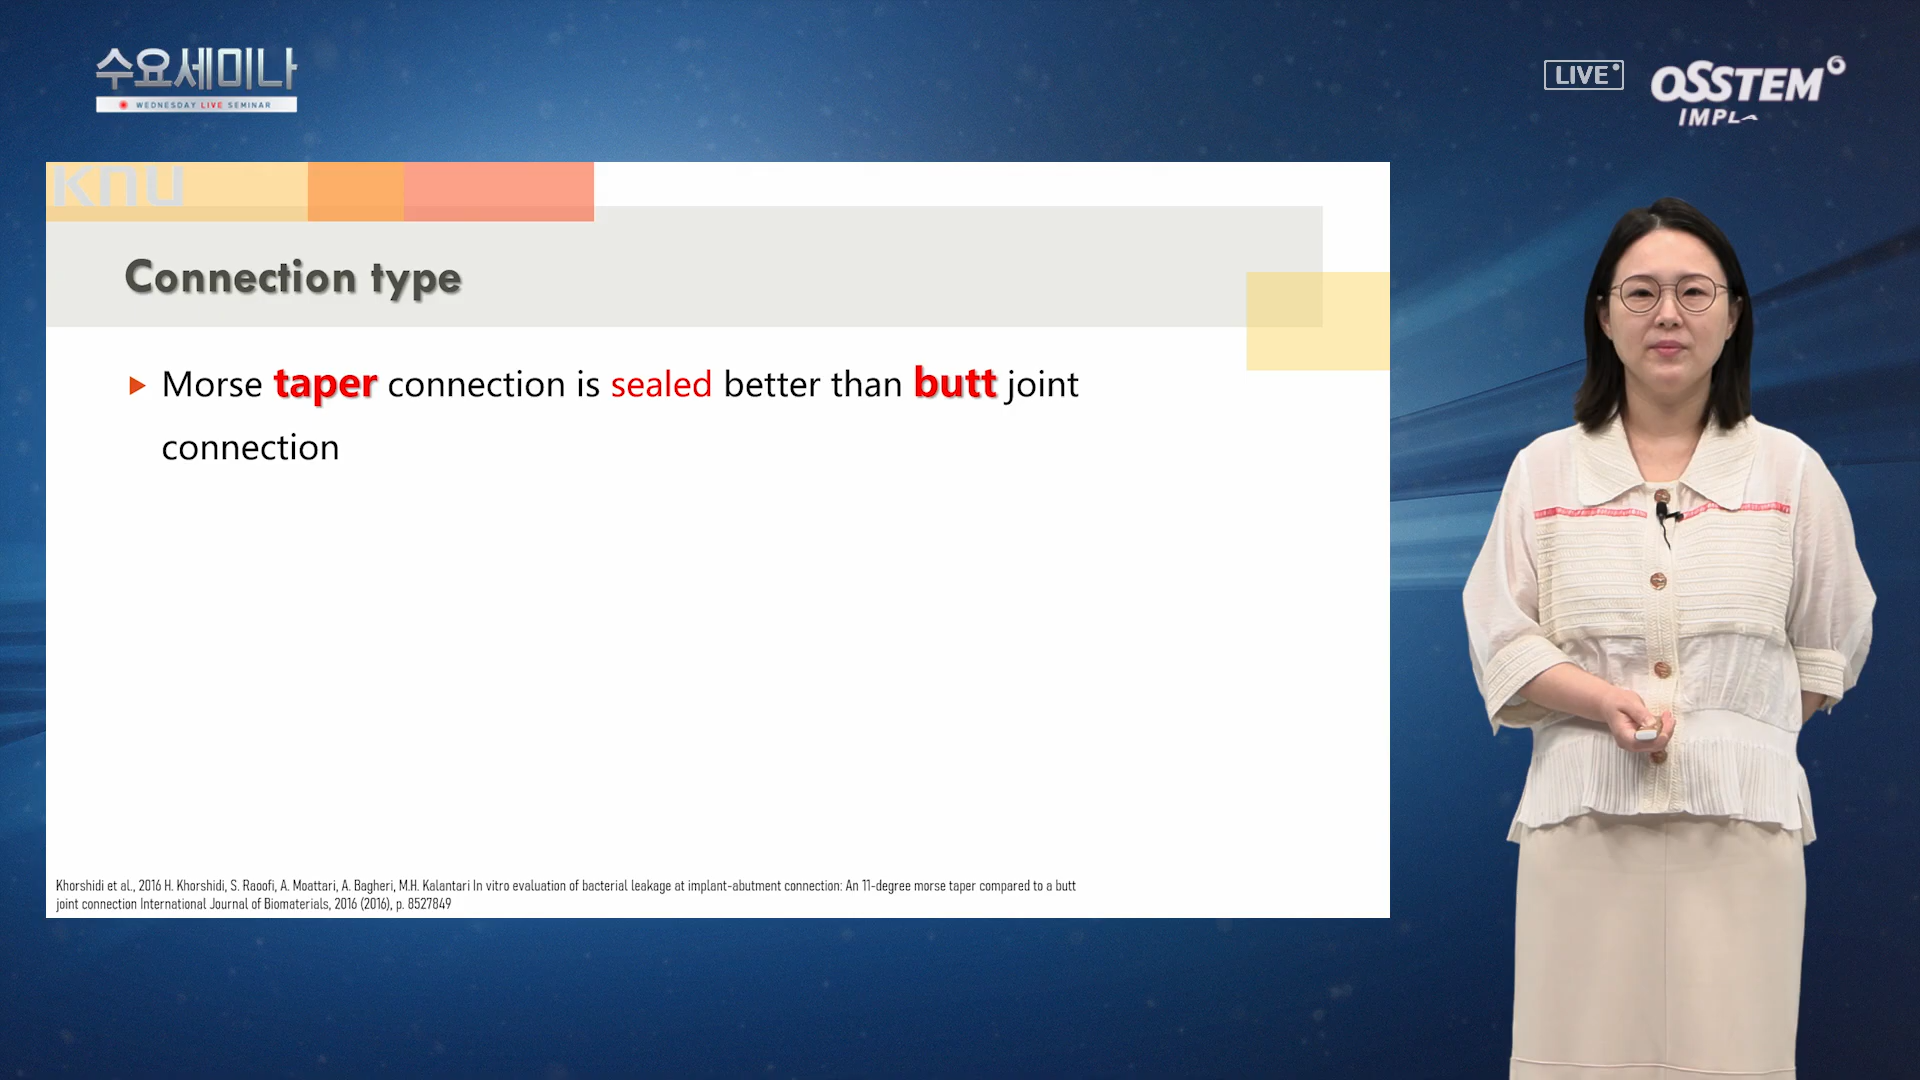 수요세미나
WEDNESDAY LIVE SEMINAR
LIVE
OSSTEM
IMPLA
knu
Connection type
Morse taper connection is sealed better than butt joint
connection
Khorshidi et al., 2016 H. Khorshidi, S. Raoofi, A. Moattari, A. Bagheri, M.H. Kalantari In vitro evaluation of bacterial leakage at implant-abutment connection: An 11-degree morse taper compared to a butt
joint connection International Journal of Biomaterials, 2016 (2016), p. 8527849